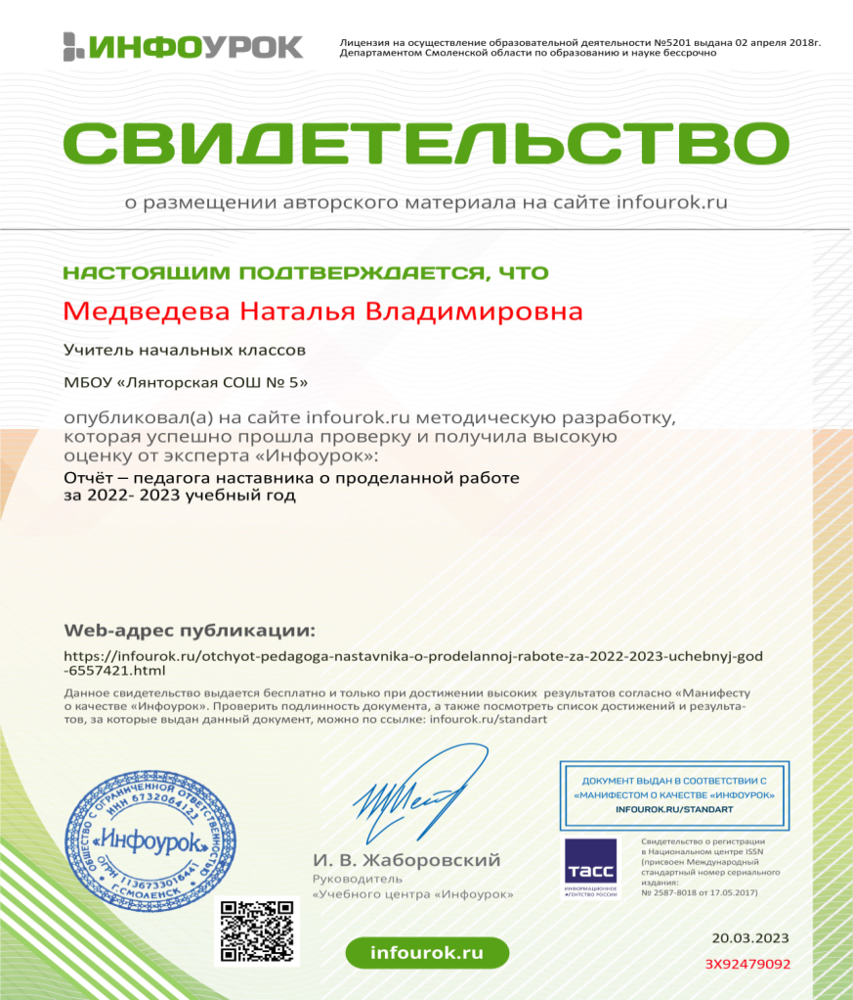 ИНФОУРОК
Лицензия на осуществление образовательной деятельности №5201 выдана 02 апреля 2018г.
Департаментом Смоленской области по образованию и науке бессрочно
СВИДЕТЕЛЬСТВО
о размещении авторского материала на сайте infourok.ru
НАСТОЯЩИМ ПОДТВЕРЖДАЕТСЯ, ЧТО
Медведева Наталья Владимировна
Учитель начальных классов
МБОУ «Лянторская СОШ № 5»
опубликовал(а) на сайте infourok.ru методическую разработку,
которая успешно прошла проверку и получила высокую
оценку от эксперта «Инфоурок»:
Отчёт – педагога наставника о проделанной работе
за 2022- 2023 учебный год
Web-адрес публикации:
https://infourok.ru/otchyot-pedagoga-nastavnika-o-prodelannoj-rabote-za-2022-2023-uchebnyj-god
-6557421.html
Данное свидетельство выдается бесплатно и только при достижении высоких результатов согласно «Манифесту
о качестве «Инфоурок». Проверить подлинность документа, а также посмотреть список достижений и результа-
тов, за которые выдан данный документ, можно по ссылке: infourok.ru/standart
ОБЩЕСТВО С ОГРАНИЧЕННОЙ ОТВЕТСТВЕННОСТЬЮ
ИНН
«Инфоурок»
ОГРН 1136733016441
Г.СМОЛЕНСК
И. В. Жаборовский
Руководитель
«Учебного центра «Инфоурок»
ДОКУМЕНТ ВЫДАН В СООТВЕТСТВИИ С
«МАНИФЕСТОМ О КАЧЕСТВЕ «ИНФОУРОК»
INFOUROK.RU/STANDART
ТАСС
ИНФОРМАЦИОННОЕ
АГЕНТСТВО РОССИИ
Свидетельство о регистрации
в Национальном центре ISSN
(присвоен Международный
стандартный номер сериального
издания:
№ 2587-8018 от 17.05.2017)
infourok.ru
20.03.2023
ЗХ92479092